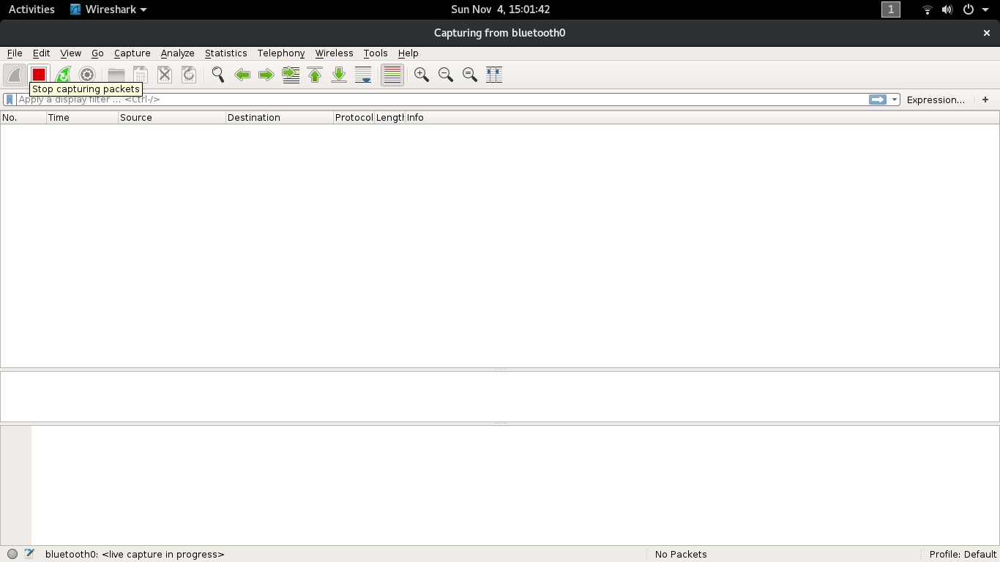 Activities Wireshark Sun Nov 4, 15:01:42 1
Capturing from bluetooth0 ×
File Edit View Go Capture Analyze Statistics Telephony Wireless Tools Help
Stop capturing packets
Apply a display filter ... <Ctrl-/> Expression... +
No. Time Source Destination Protocol Length Info
bluetooth0: <live capture in progress> No Packets Profile: Default